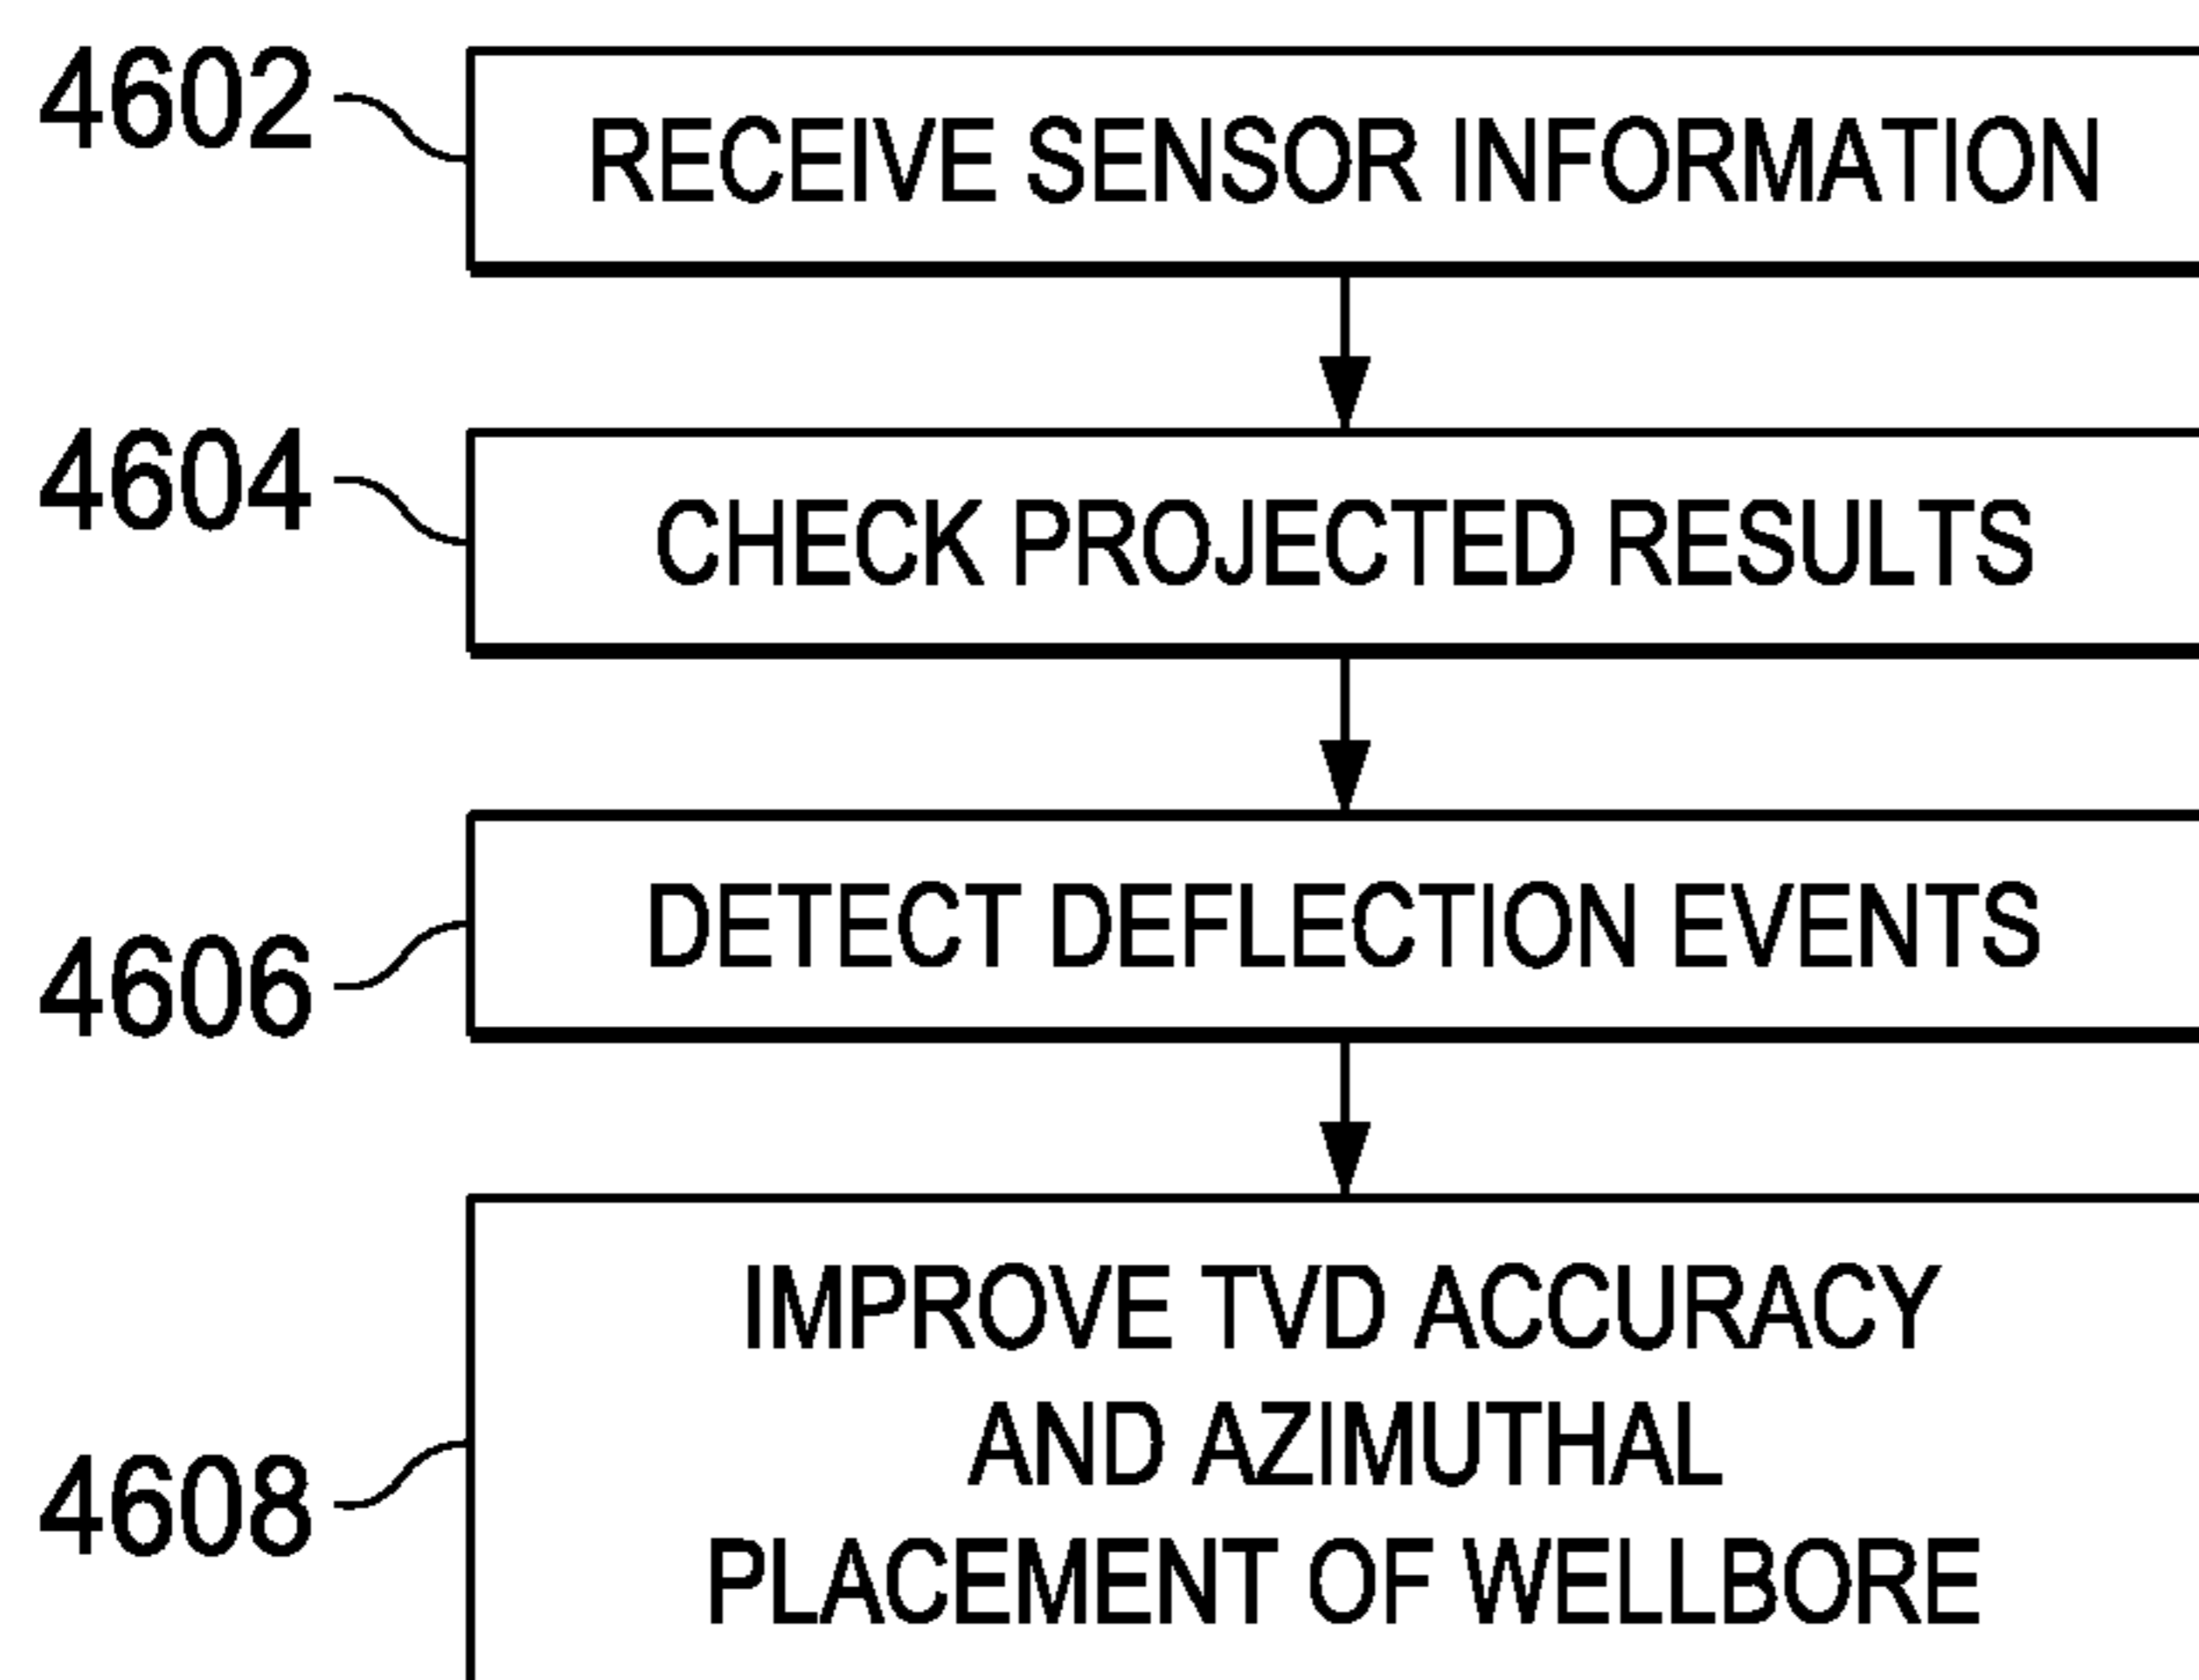 4602
RECEIVE SENSOR INFORMATION
4604
CHECK PROJECTED RESULTS
4606
DETECT DEFLECTION EVENTS
4608
IMPROVE TVD ACCURACY
AND AZIMUTHAL
PLACEMENT OF WELLBORE